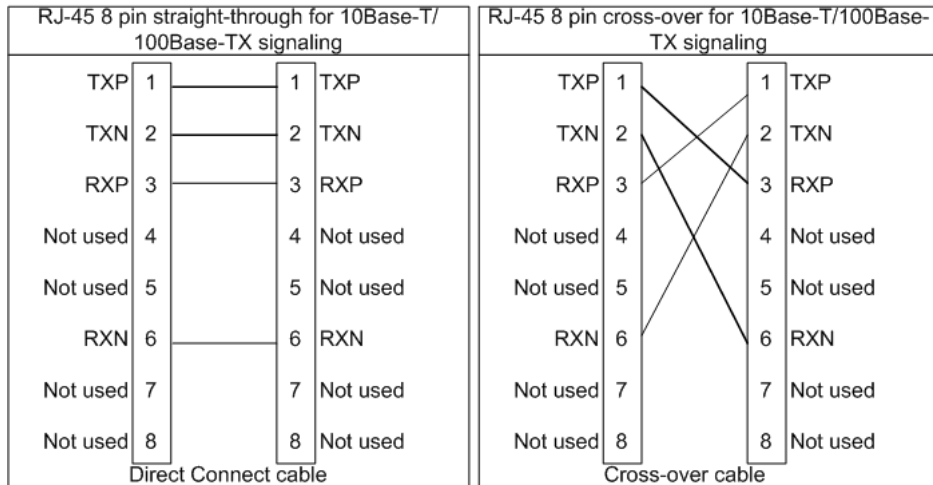 RJ-45 8 pin straight-through for 10Base-T/
100Base-TX signaling
TXP 1 1 TXP
TXN 2 2 TXN
RXP 3 3 RXP
Not used 4 4 Not used
Not used 5 5 Not used
RXN 6 6 RXN
Not used 7 7 Not used
Not used 8 8 Not used
Direct Connect cable
RJ-45 8 pin cross-over for 10Base-T/100Base-
TX signaling
TXP 1 1 TXP
TXN 2 2 TXN
RXP 3 3 RXP
Not used 4 4 Not used
Not used 5 5 Not used
RXN 6 6 RXN
Not used 7 7 Not used
Not used 8 8 Not used
Cross-over cable